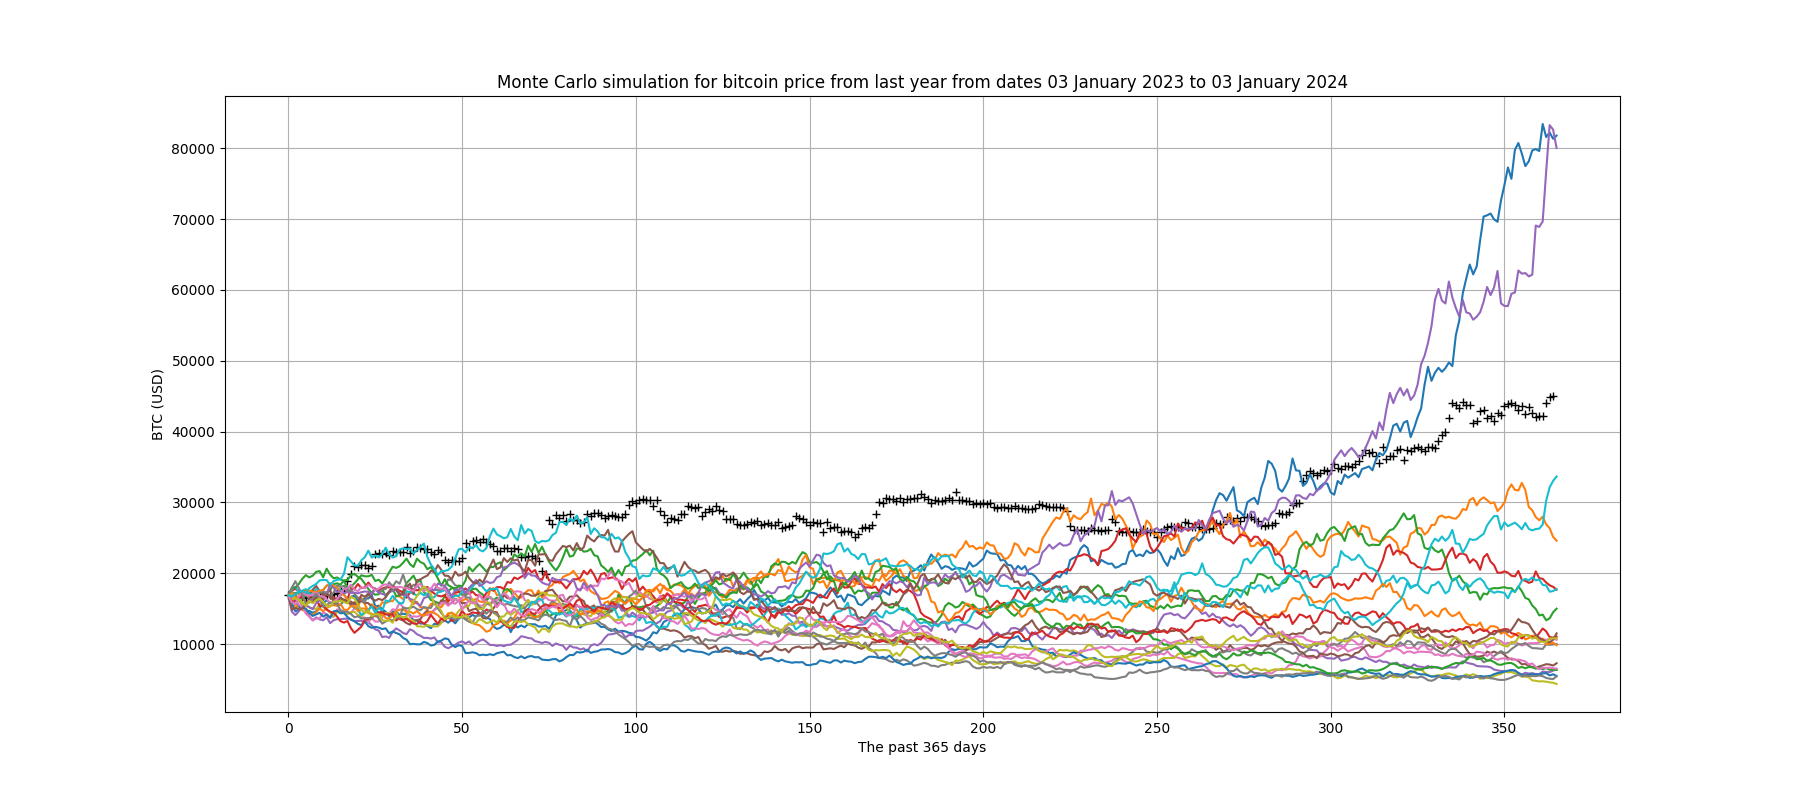 Monte Carlo simulation for bitcoin price from last year from dates 03 January 2023 to 03 January 2024
80000
70000
60000
50000
40000
30000
20000
10000
BTC (USD)
0 50 100 150 200 250 300 350
The past 365 days